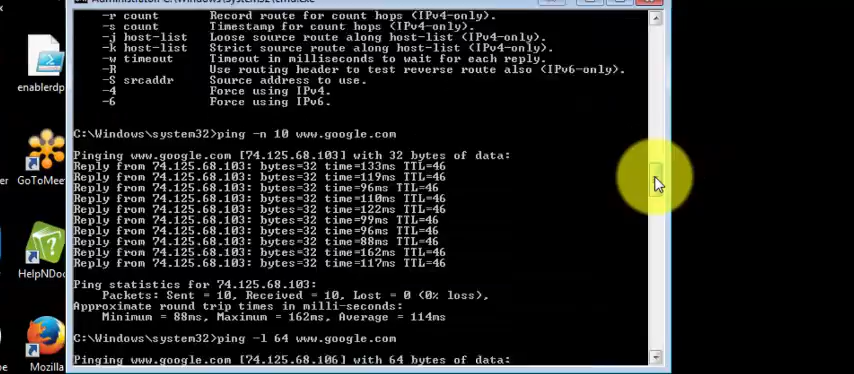 -r count Record route for count hops (IPv4-only).
-s count Timestamp for count hops (IPv4-only).
-j host-list Loose source route along host-list (IPv4-only).
-k host-list Strict source route along host-list (IPv4-only).
-w timeout Timeout in milliseconds to wait for each reply.
-R Use routing header to test reverse route also (IPv6-only).
-S srcaddr Source address to use.
-4 Force using IPv4.
-6 Force using IPv6.
C:\Windows\system32>ping -n 10 www.google.com
Pinging www.google.com [74.125.68.103] with 32 bytes of data:
Reply from 74.125.68.103: bytes=32 time=133ms TTL=46
Reply from 74.125.68.103: bytes=32 time=119ms TTL=46
Reply from 74.125.68.103: bytes=32 time=96ms TTL=46
Reply from 74.125.68.103: bytes=32 time=110ms TTL=46
Reply from 74.125.68.103: bytes=32 time=122ms TTL=46
Reply from 74.125.68.103: bytes=32 time=99ms TTL=46
Reply from 74.125.68.103: bytes=32 time=96ms TTL=46
Reply from 74.125.68.103: bytes=32 time=88ms TTL=46
Reply from 74.125.68.103: bytes=32 time=162ms TTL=46
Reply from 74.125.68.103: bytes=32 time=117ms TTL=46
Ping statistics for 74.125.68.103:
Packets: Sent = 10, Received = 10, Lost = 0 (0% loss),
Approximate round trip times in milli-seconds:
Minimum = 88ms, Maximum = 162ms, Average = 114ms
C:\Windows\system32>ping -l 64 www.google.com
Pinging www.google.com [74.125.68.106] with 64 bytes of data:
enablerdp
GoToMee
HelpNDo
Mozilla